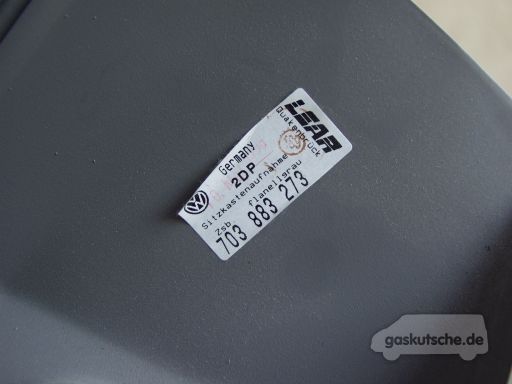 LEAR
Quakenbrück
Germany
2DP
Sitzkastenaufnahme
Zsb. flanellgrau
703 883 273
gaskutsche.de